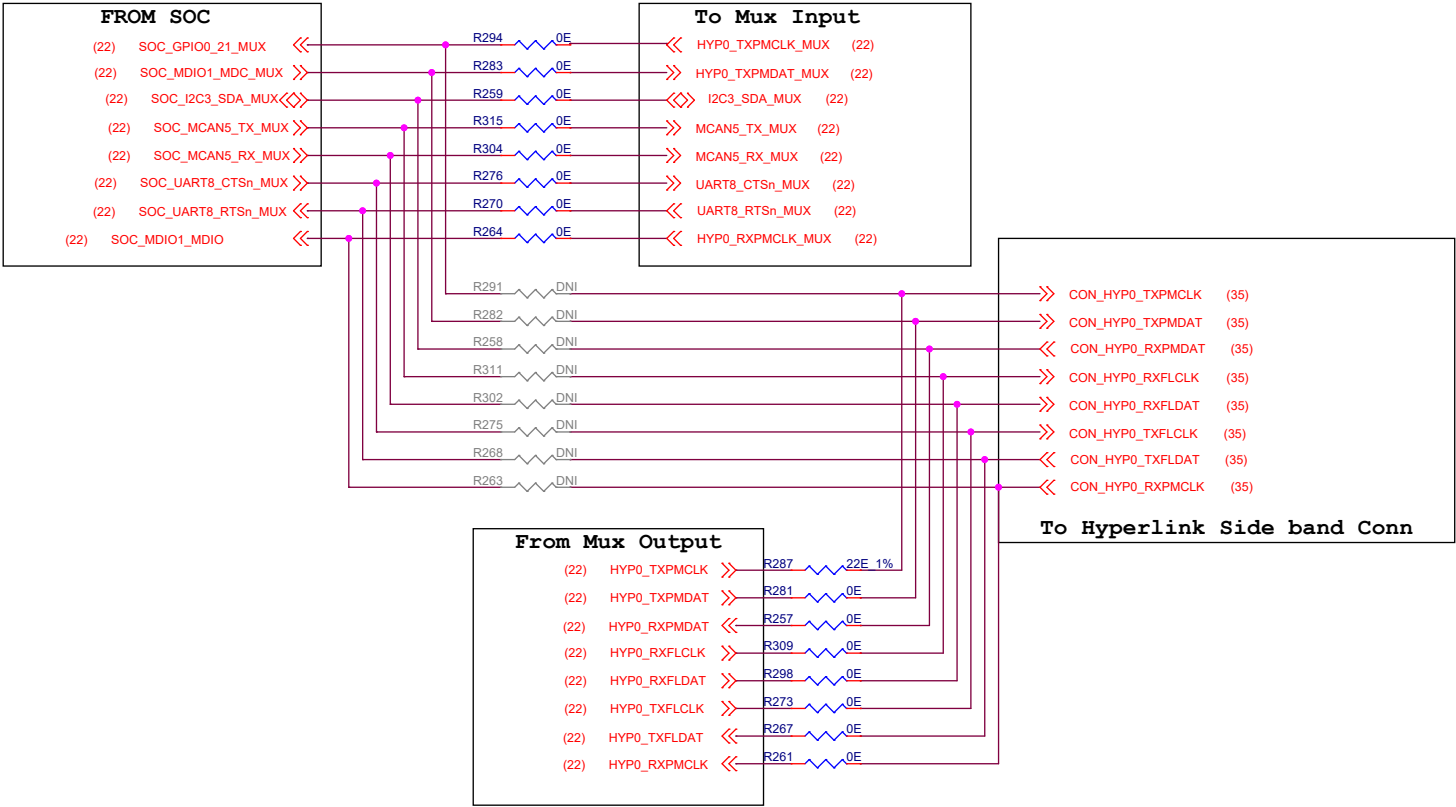 FROM SOC
(22) SOC_GPIO0_21_MUX
(22) SOC_MDIO1_MDC_MUX
(22) SOC_I2C3_SDA_MUX
(22) SOC_MCAN5_TX_MUX
(22) SOC_MCAN5_RX_MUX
(22) SOC_UART8_CTSn_MUX
(22) SOC_UART8_RTSn_MUX
(22) SOC_MDIO1_MDIO
R294 0E
R283 0E
R259 0E
R315 0E
R304 0E
R276 0E
R270 0E
R264 0E
To Mux Input
HYP0_TXPMCLK_MUX (22)
HYP0_TXPMDAT_MUX (22)
I2C3_SDA_MUX (22)
MCAN5_TX_MUX (22)
MCAN5_RX_MUX (22)
UART8_CTSn_MUX (22)
UART8_RTSn_MUX (22)
HYP0_RXPMCLK_MUX (22)
R291 DNI
R282 DNI
R258 DNI
R311 DNI
R302 DNI
R275 DNI
R268 DNI
R263 DNI
CON_HYP0_TXPMCLK (35)
CON_HYP0_TXPMDAT (35)
CON_HYP0_RXPMDAT (35)
CON_HYP0_RXFLCLK (35)
CON_HYP0_RXFLDAT (35)
CON_HYP0_TXFLCLK (35)
CON_HYP0_TXFLDAT (35)
CON_HYP0_RXPMCLK (35)
To Hyperlink Side band Conn
From Mux Output
(22) HYP0_TXPMCLK
(22) HYP0_TXPMDAT
(22) HYP0_RXPMDAT
(22) HYP0_RXFLCLK
(22) HYP0_RXFLDAT
(22) HYP0_TXFLCLK
(22) HYP0_TXFLDAT
(22) HYP0_RXPMCLK
R287 22E_1%
R281 0E
R257 0E
R309 0E
R298 0E
R273 0E
R267 0E
R261 0E